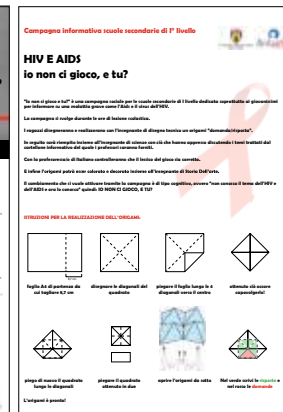 Campagna informativa scuole secondarie di Iº livello
HIV E AIDS
io non ci gioco, e tu?
"Io non ci gioco e tu?" è una campagna sociale per le scuole secondarie di I livello dedicata soprattutto ai giovanissimi
per informare su una malattia grave come l'Aids e il virus dell'HIV.
La campagna si svolge durante le ore di lezione scolastica.
I ragazzi disegneranno e realizzeranno con l'insegnante di disegno tecnico un origami "domanda/risposta".
In seguito sarà riempito insieme all'insegnante di scienze con ciò che hanno appreso discutendo i temi trattati dal
cartellone informativo del quale i professori saranno forniti.
Con la professoressa di Italiano controlleranno che il lessico del gioco sia corretto.
E infine l'origami potrà esser colorato e decorato insieme all'insegnante di Storia Dell'arte.
Il cambiamento che si vuole attivare tramite la campagna è di tipo cognitivo, ovvero "non conosco il tema dell'HIV e
dell'AIDS e ora lo conosco" quindi: IO NON CI GIOCO, E TU?
ISTRUZIONI PER LA REALIZZAZIONE DELL'ORIGAMI:
foglio A4 di partenza da
cui tagliare 8,7 cm
disegnare le diagonali del
quadrato
piegare il foglio lungo le 4
diagonali verso il centro
ottenuto ciò occorre
capovolgerlo!
piega di nuovo il quadrato
lungo le diagonali
piegare il quadrato
ottenuto in due
aprire l'origami da sotto
Nel verde scrivi le risposte e
nel rosso le domande
L'origami è pronto!